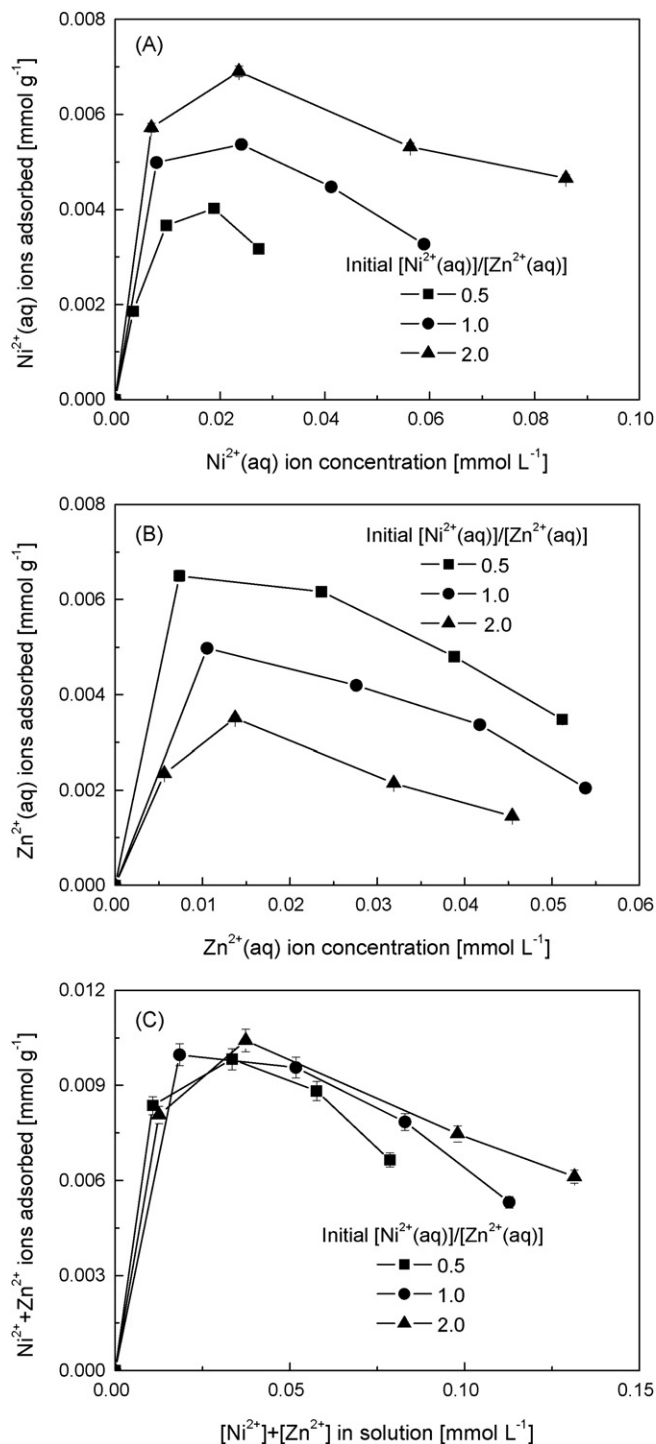 (A)
0.008
0.006
0.004
0.002
0.000
Ni²⁺(aq) ions adsorbed [mmol g⁻¹]
Initial [Ni²⁺(aq)]/[Zn²⁺(aq)]
0.5
1.0
2.0
0.00 0.02 0.04 0.06 0.08 0.10
Ni²⁺(aq) ion concentration [mmol L⁻¹]
(B)
0.008
0.006
0.004
0.002
0.000
Zn²⁺(aq) ions adsorbed [mmol g⁻¹]
Initial [Ni²⁺(aq)]/[Zn²⁺(aq)]
0.5
1.0
2.0
0.00 0.01 0.02 0.03 0.04 0.05 0.06
Zn²⁺(aq) ion concentration [mmol L⁻¹]
(C)
0.012
0.009
0.006
0.003
0.000
Ni²⁺+Zn²⁺ ions adsorbed [mmol g⁻¹]
Initial [Ni²⁺(aq)]/[Zn²⁺(aq)]
0.5
1.0
2.0
0.00 0.05 0.10 0.15
[Ni²⁺]+[Zn²⁺] in solution [mmol L⁻¹]